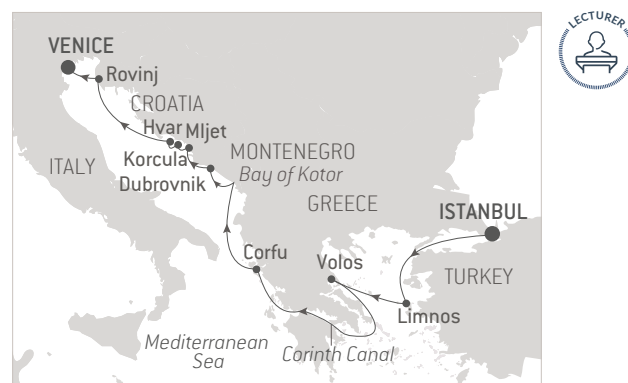 LECTURER
VENICE
Rovinj
CROATIA
Hvar
Mljet
Korcula
MONTENEGRO
ITALY
Dubrovnik
Bay of Kotor
GREECE
ISTANBUL
Corfu
Volos
TURKEY
Limnos
Mediterranean
Sea
Corinth Canal